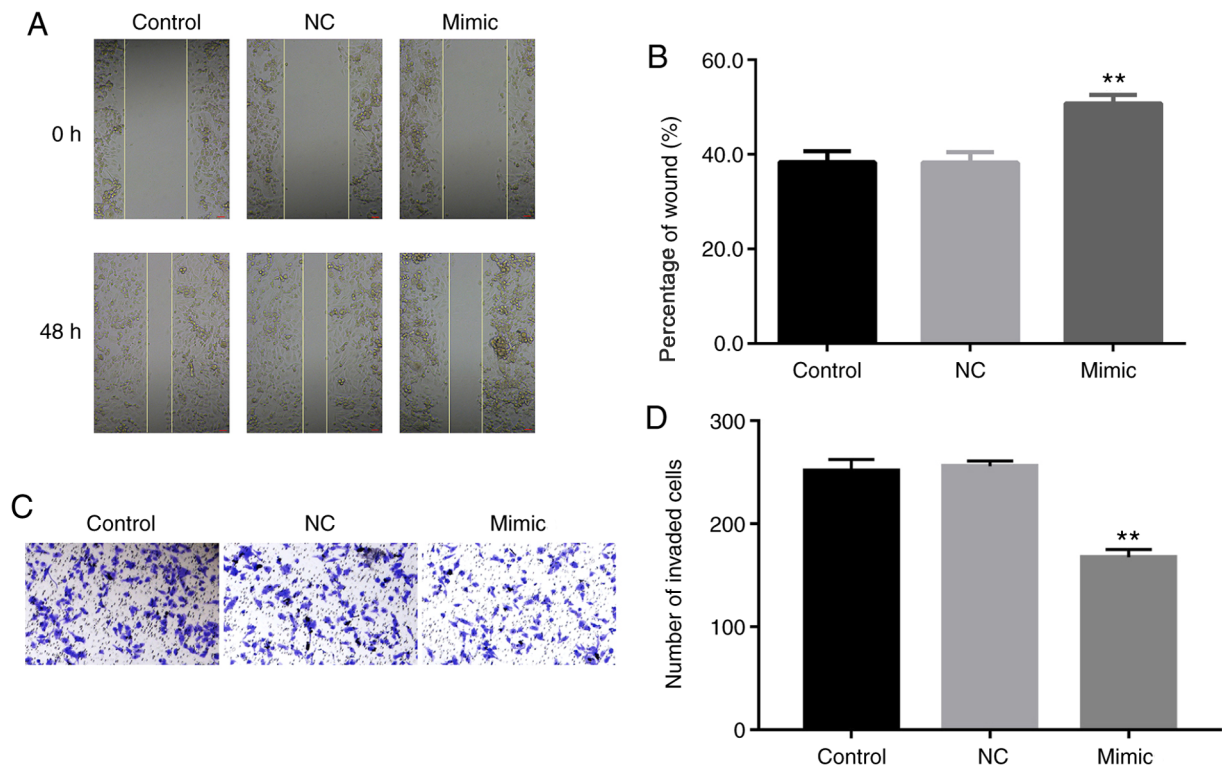 A
Control NC Mimic
0 h
48 h
B
Percentage of wound (%)
60.0
40.0
20.0
0.0
**
Control NC Mimic
C
Control NC Mimic
D
Number of invaded cells
300
200
100
0
**
Control NC Mimic